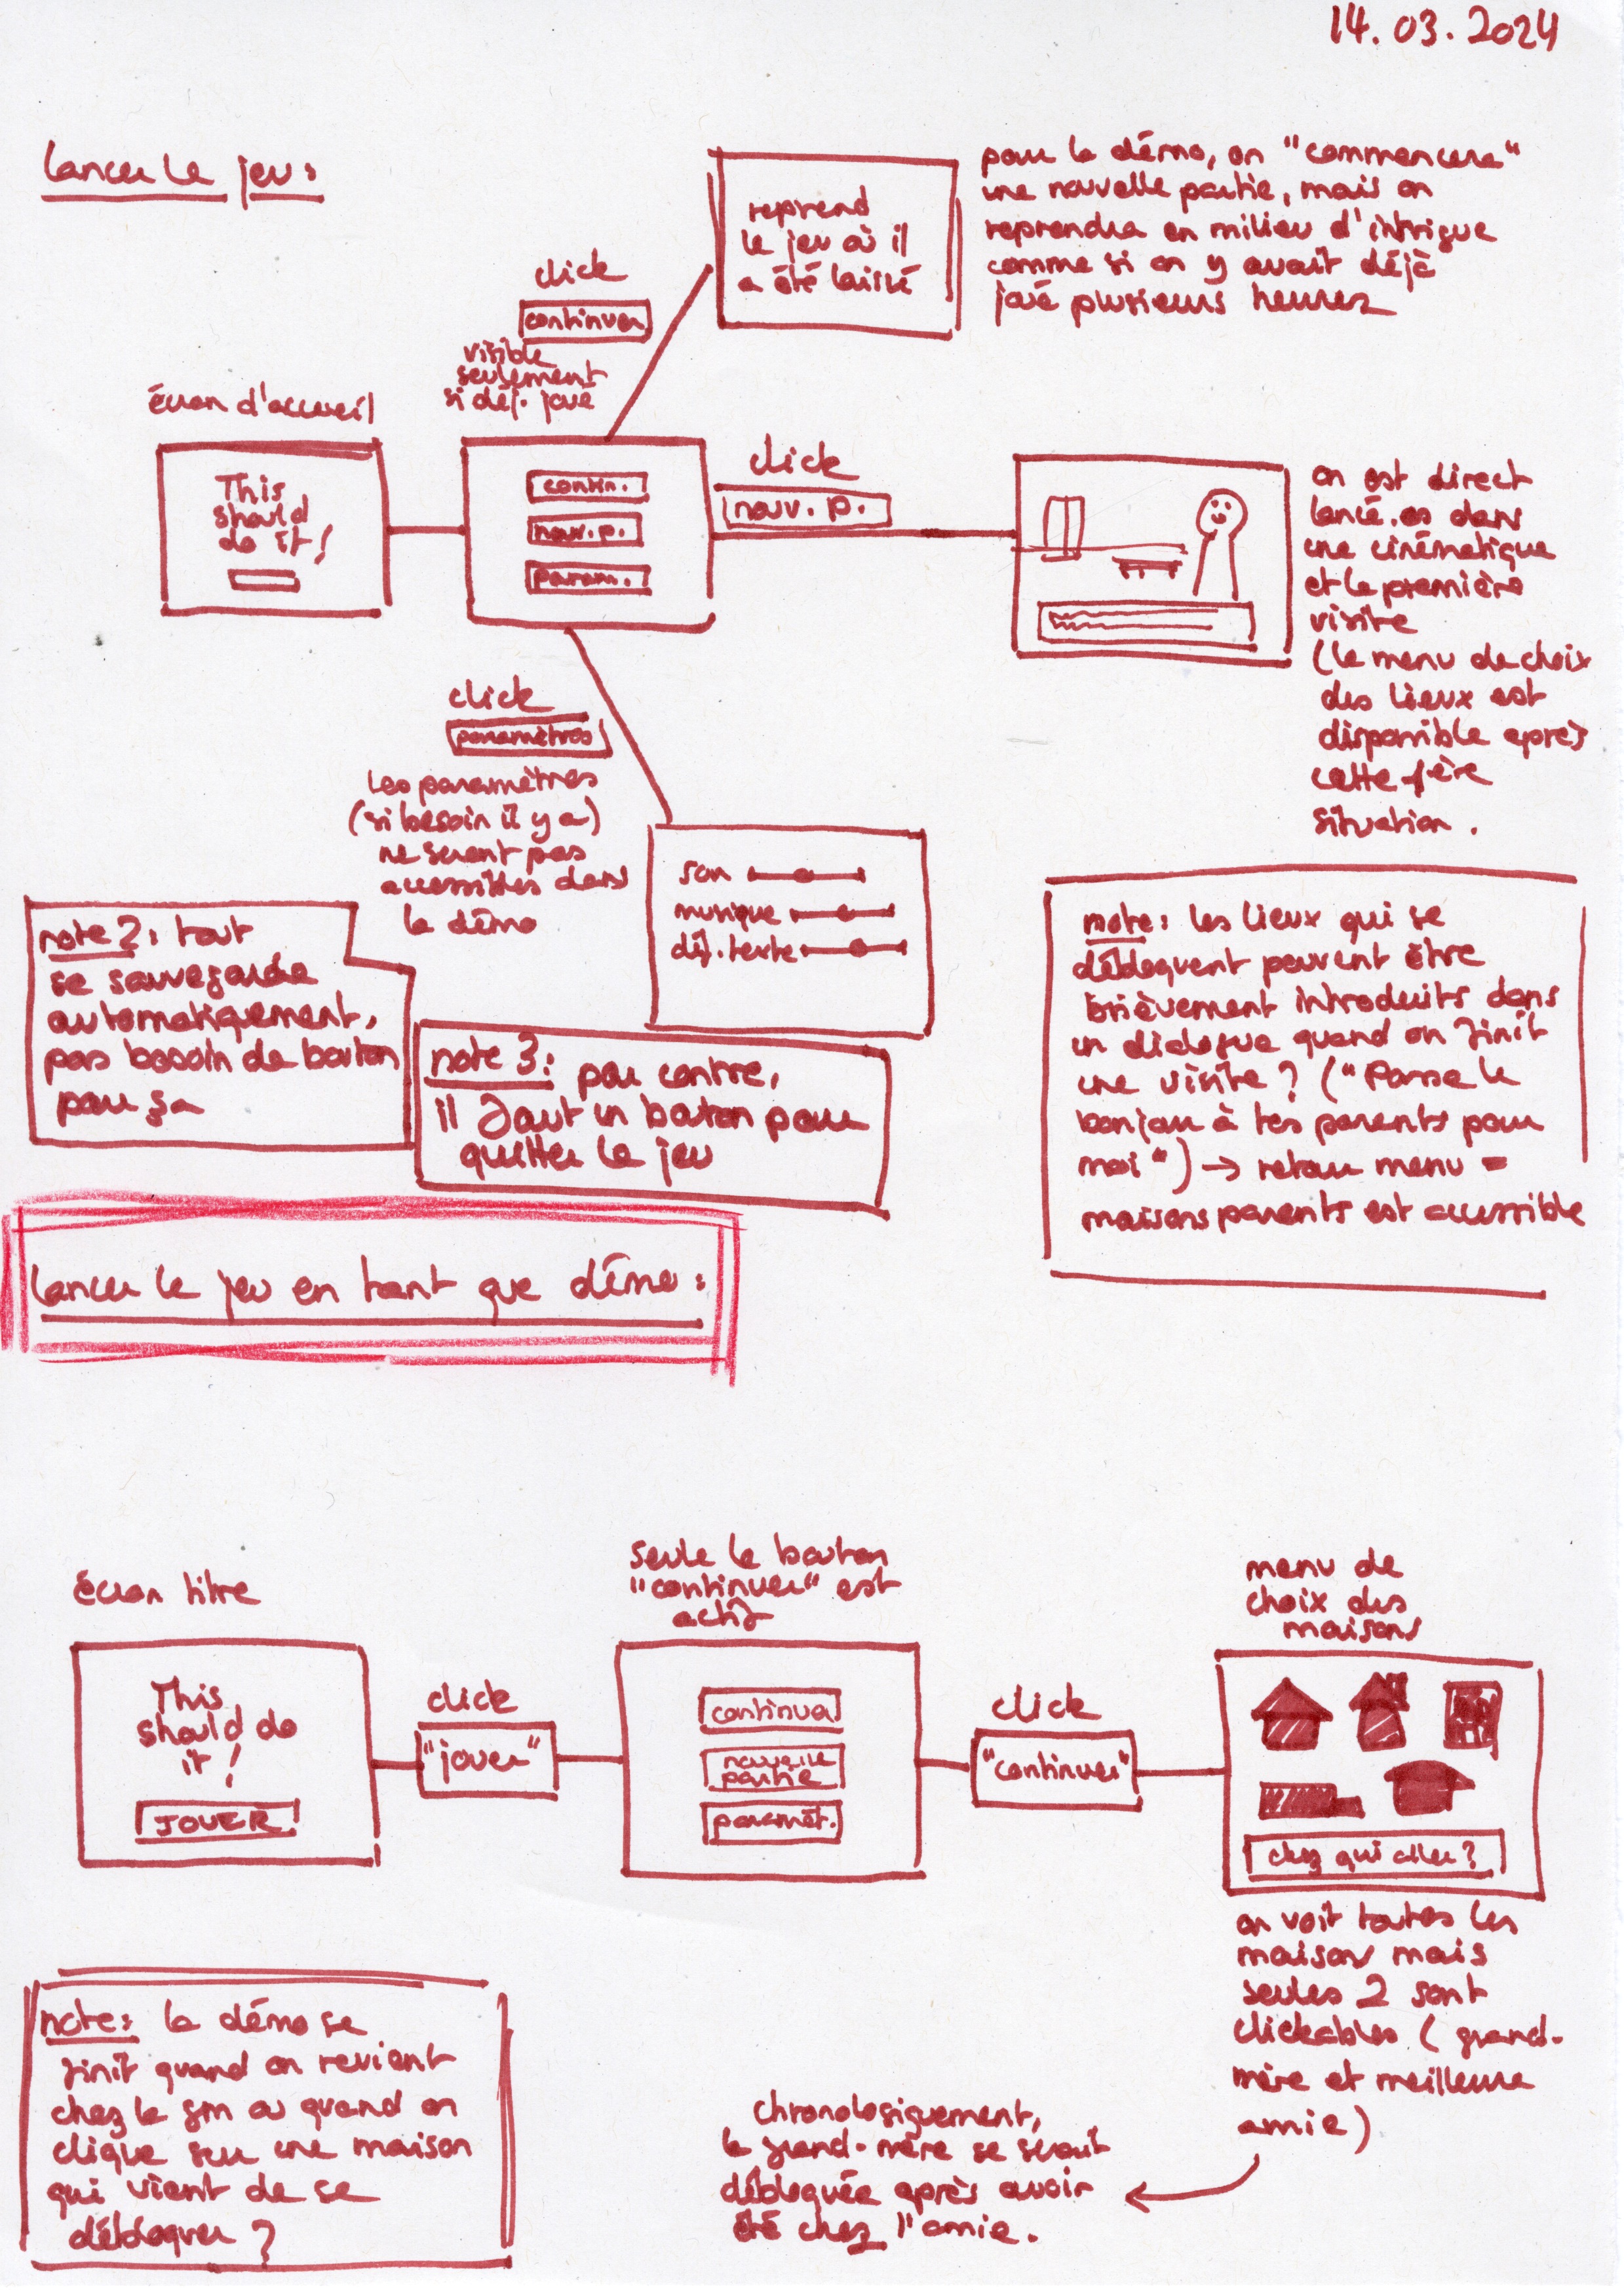 14.03.2024
lancer le jeu :
reprend
le jeu où il
a été laissé
pour la démo, on "commencera"
une nouvelle partie, mais on
reprendra en milieu d'intrigue
comme si on y avait déjà
joué plusieurs heures
click
continuer
visible
seulement
si déj. joué
écran d'accueil
This
should
do it!
contin.
nouv. p.
param.
click
nouv. p.
on est direct
lancé.es dans
une cinématique
et la première
visite
(le menu de choix
des lieux est
disponible après
cette 1ère
situation.
click
paramètres
les paramètres
(si besoin il y a)
ne seront pas
accessibles dans
la démo
son
musique
déf. texte
note 2: tout
se sauvegarde
automatiquement,
pas besoin de bouton
pour ça
note 3: par contre,
il faut un bouton pour
quitter le jeu
note: les lieux qui se
débloquent peuvent être
brièvement introduits dans
un dialogue quand on finit
une visite ? ("Passe le
bonjour à tes parents pour
moi") → retour menu =
maisons parents est accessible
lancer le jeu en tant que démo :
écran titre
This
should do
it!
JOUER!
click
"jouer"
seule le bouton
"continuer" est
actif
continuer
nouvelle
partie
paramèt.
click
"continuer"
menu de
choix des
maisons
chez qui aller?
on voit toutes les
maisons mais
seules 2 sont
clickables (grand-
mère et meilleure
amie)
chronologiquement,
la grand-mère se serait
débloquée après avoir
été chez l'amie.
note: la démo se
finit quand on revient
chez la gm ou quand on
clique sur une maison
qui vient de se
débloquer ?